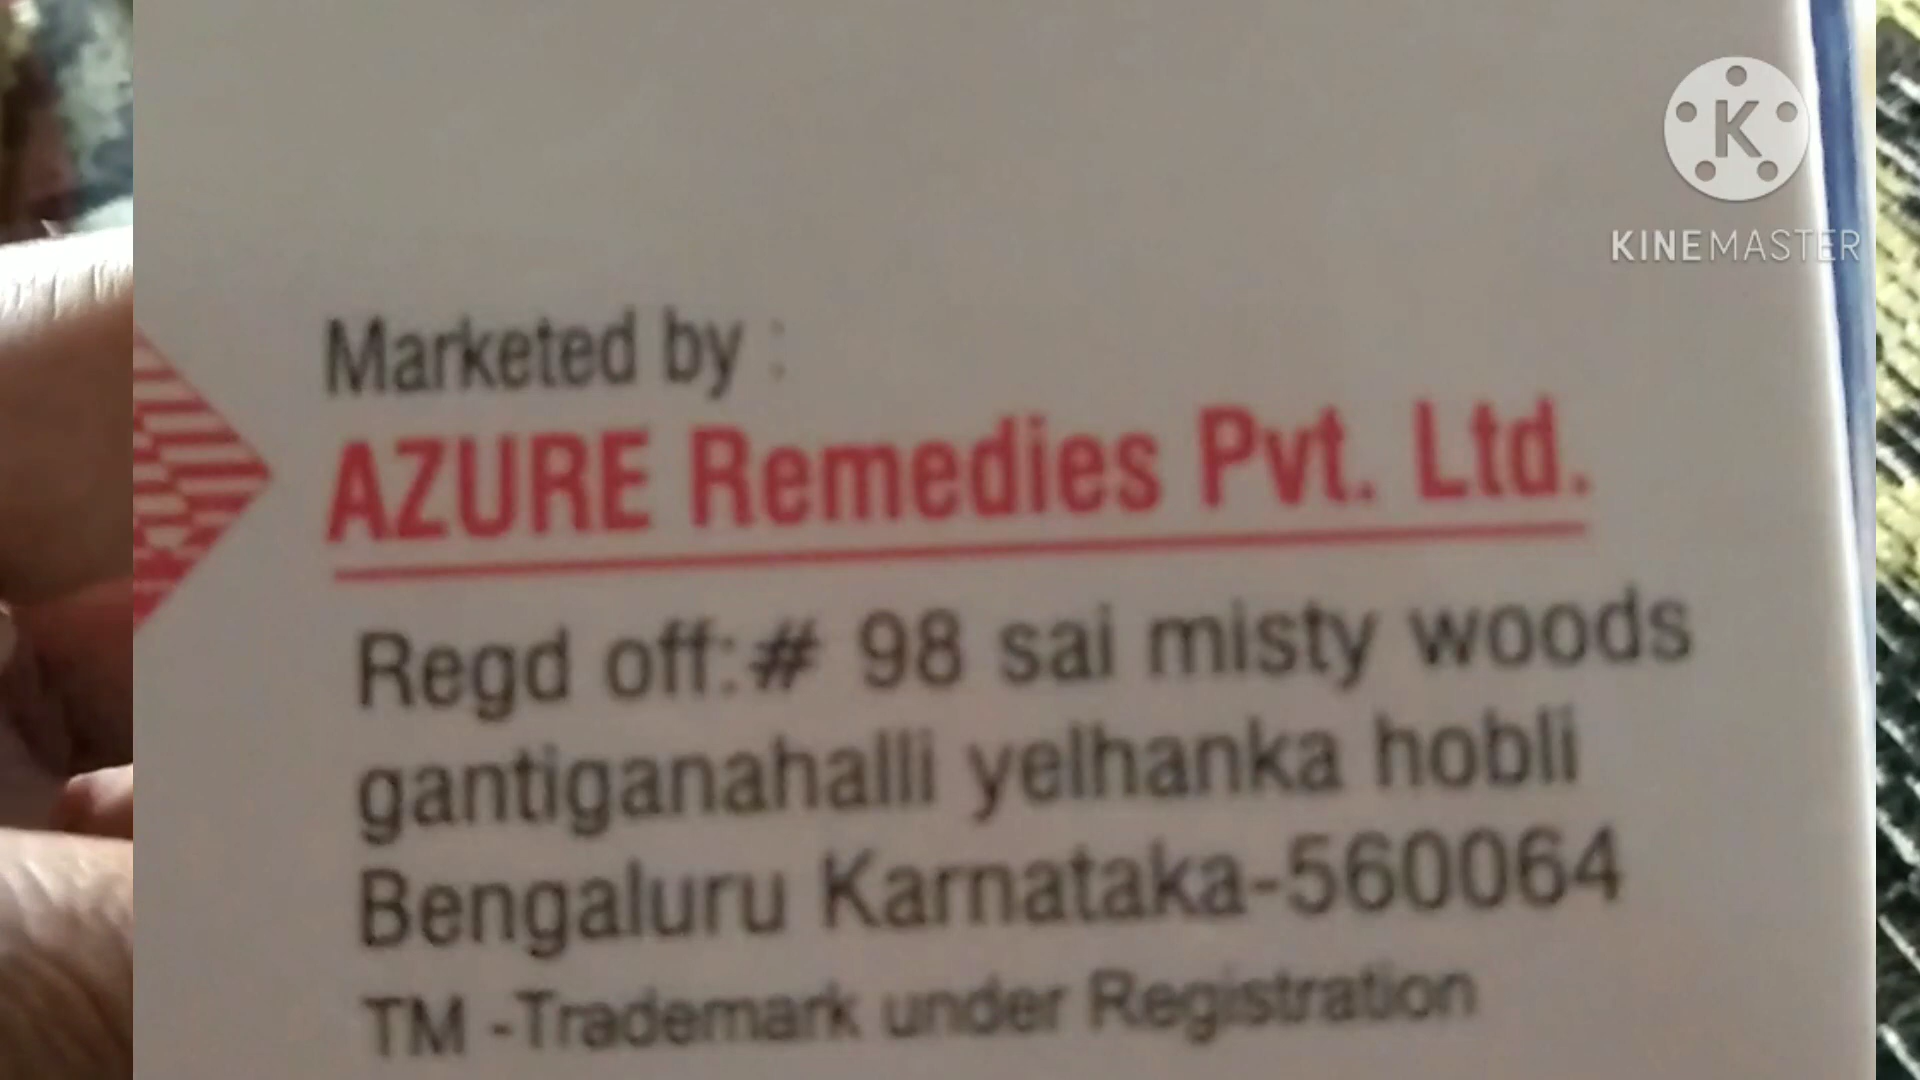 K
KINEMASTER
Marketed by :
AZURE Remedies Pvt. Ltd.
Regd off:# 98 sai misty woods
gantiganahalli yelhanka hobli
Bengaluru Karnataka-560064
TM -Trademark under Registration